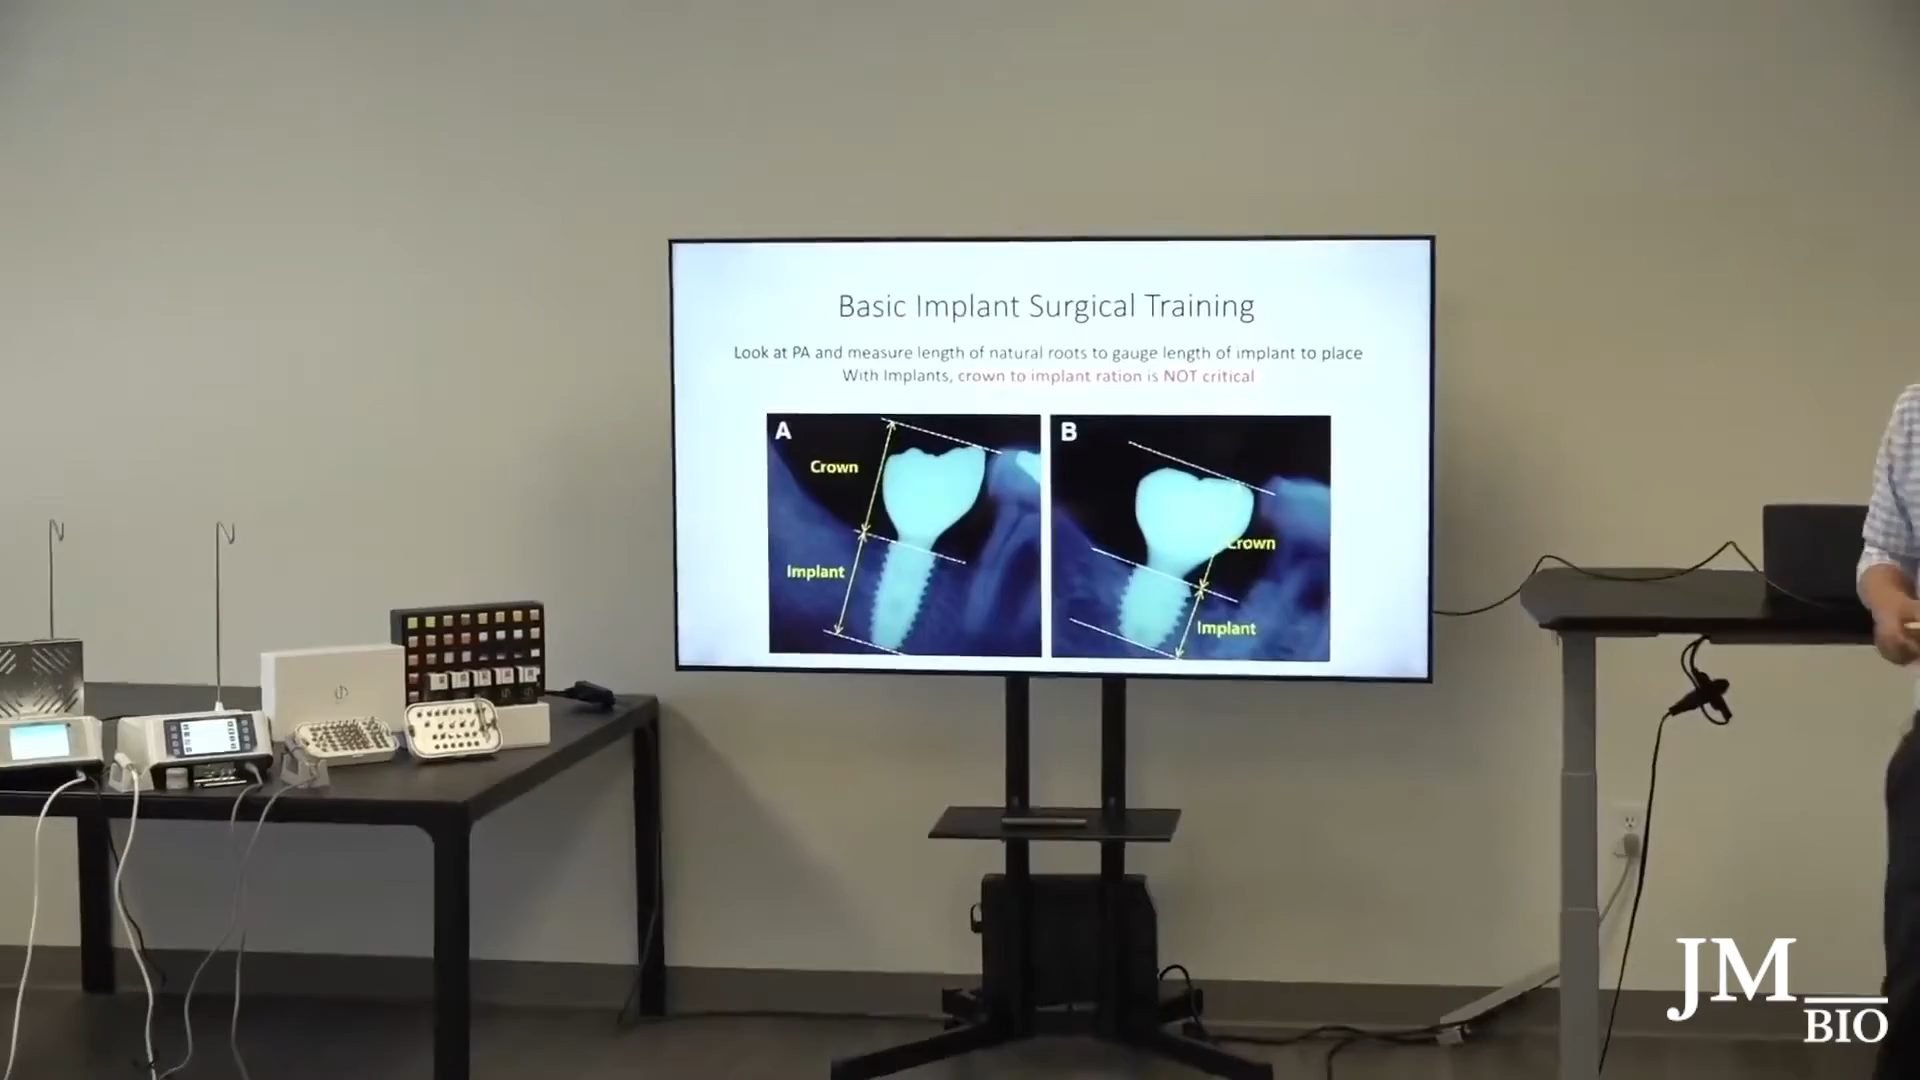 Basic Implant Surgical Training
Look at PA and measure length of natural roots to gauge length of implant to place
With Implants, crown to implant ration is NOT critical
A
Crown
Implant
B
Crown
Implant
JM
BIO